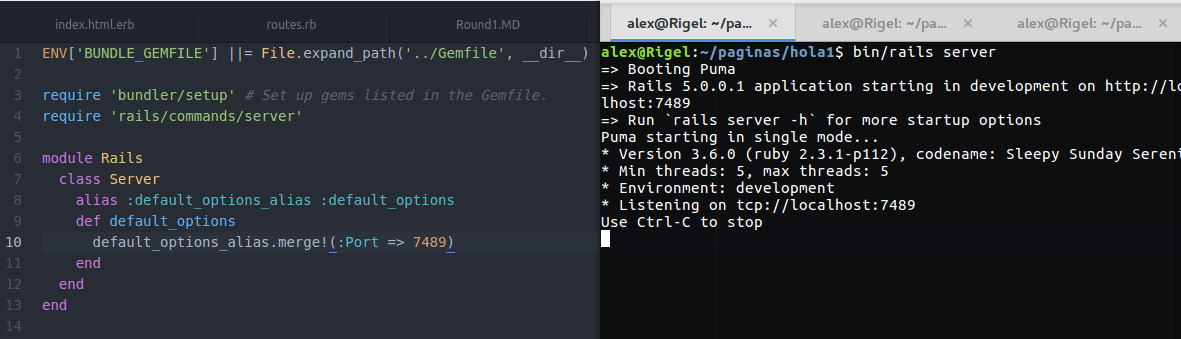 index.html.erb
routes.rb
Round1.MD
1 ENV['BUNDLE_GEMFILE'] ||= File.expand_path('../Gemfile', __dir__)
2
3 require 'bundler/setup' # Set up gems listed in the Gemfile.
4 require 'rails/commands/server'
5
6 module Rails
7 class Server
8 alias :default_options_alias :default_options
9 def default_options
10 default_options_alias.merge!(:Port => 7489)
11 end
12 end
13 end
14
alex@Rigel: ~/pa... ×
alex@Rigel: ~/pa... ×
alex@Rigel: ~/pa... ×
alex@Rigel:~/paginas/hola1$ bin/rails server
=> Booting Puma
=> Rails 5.0.0.1 application starting in development on http://lo
lhost:7489
=> Run `rails server -h` for more startup options
Puma starting in single mode...
* Version 3.6.0 (ruby 2.3.1-p112), codename: Sleepy Sunday Sereni
* Min threads: 5, max threads: 5
* Environment: development
* Listening on tcp://localhost:7489
Use Ctrl-C to stop